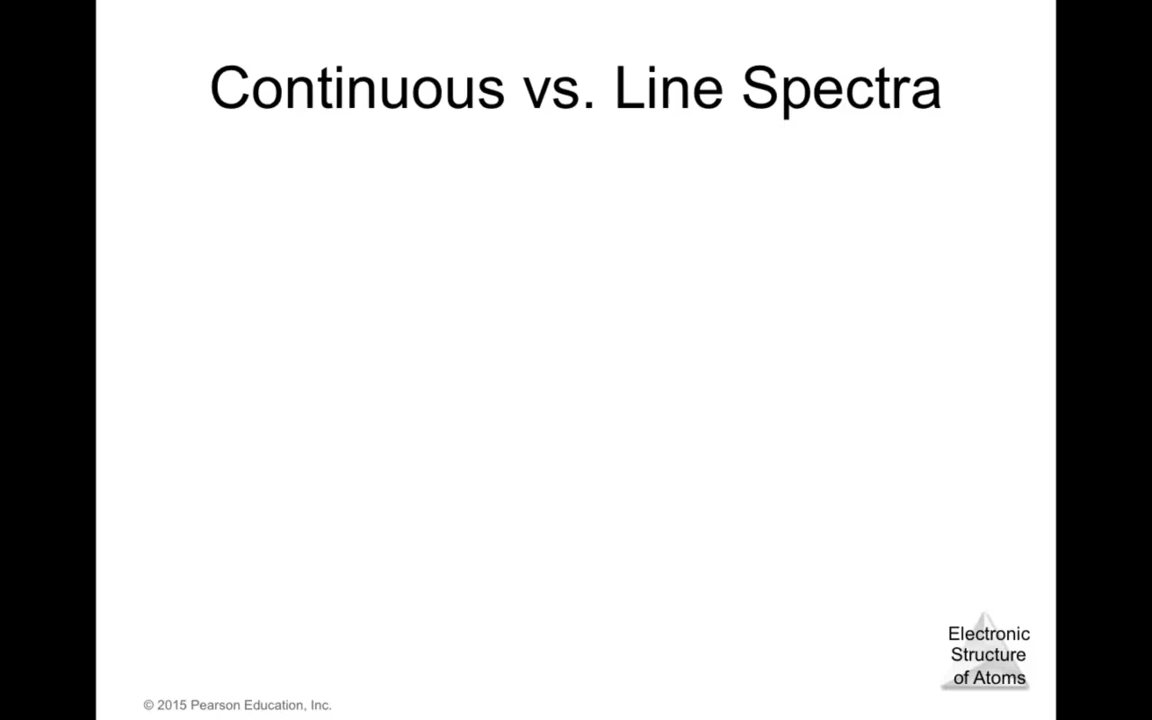 Continuous vs. Line Spectra
Electronic
Structure
of Atoms
© 2015 Pearson Education, Inc.